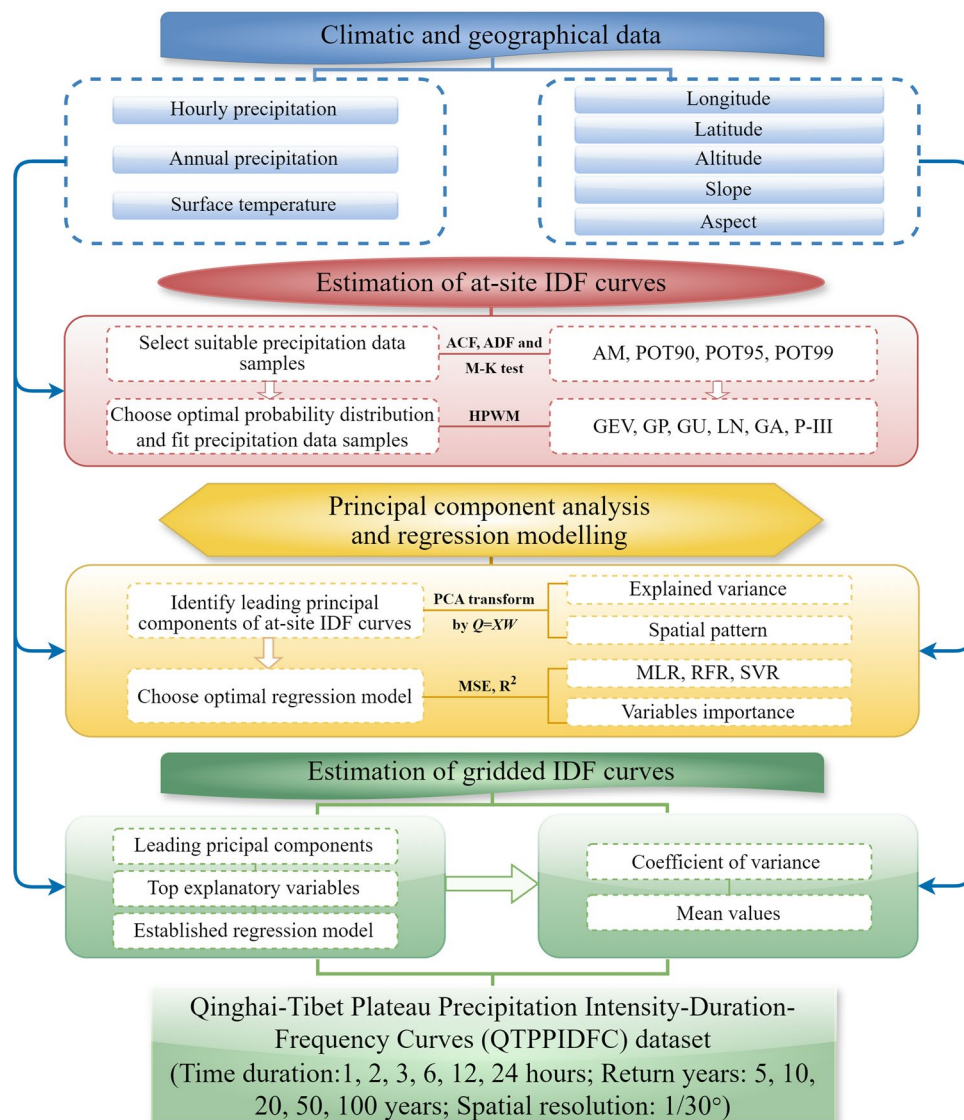 Climatic and geographical data
Hourly precipitation
Annual precipitation
Surface temperature
Longitude
Latitude
Altitude
Slope
Aspect
Estimation of at-site IDF curves
Select suitable precipitation data
samples
ACF, ADF and
M-K test
AM, POT90, POT95, POT99
Choose optimal probability distribution
and fit precipitation data samples
HPWM
GEV, GP, GU, LN, GA, P-III
Principal component analysis
and regression modelling
Identify leading principal
components of at-site IDF curves
PCA transform
by Q=XW
Explained variance
Spatial pattern
Choose optimal regression model
MSE, R²
MLR, RFR, SVR
Variables importance
Estimation of gridded IDF curves
Leading pricipal components
Top explanatory variables
Established regression model
Coefficient of variance
Mean values
Qinghai-Tibet Plateau Precipitation Intensity-Duration-
Frequency Curves (QTPPIDFC) dataset
(Time duration:1, 2, 3, 6, 12, 24 hours; Return years: 5, 10,
20, 50, 100 years; Spatial resolution: 1/30°)